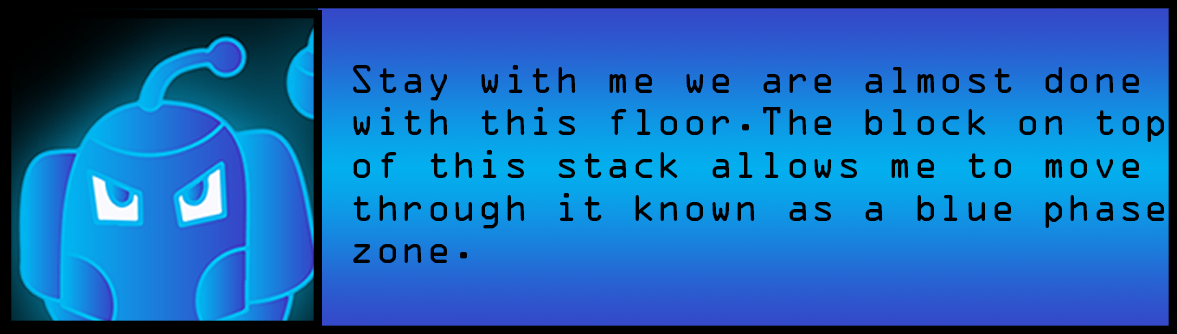 Stay with me we are almost done
with this floor.The block on top
of this stack allows me to move
through it known as a blue phase
zone.